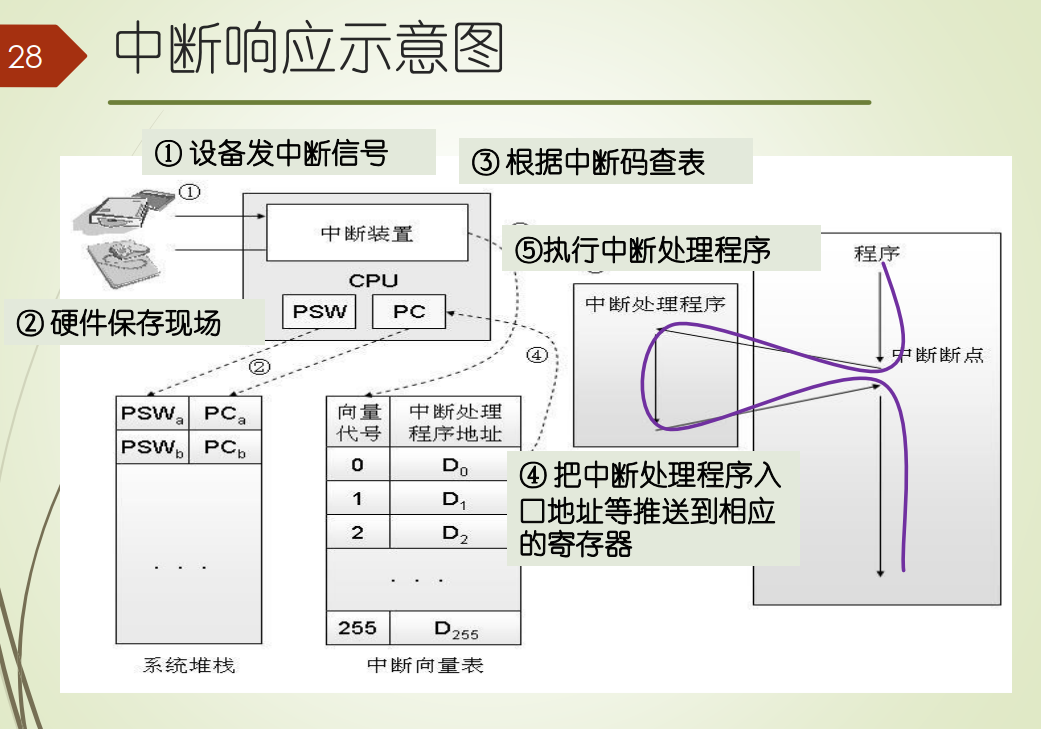 28
中断响应示意图
① 设备发中断信号
③ 根据中断码查表
①
中断装置
CPU
PSW
PC
② 硬件保存现场
②
④
⑤执行中断处理程序
程序
中断处理程序
中断断点
PSWa PCa
PSWb PCb
. . .
系统堆栈
向量 中断处理
代号 程序地址
0 D0
1 D1
2 D2
. . .
255 D255
中断向量表
④ 把中断处理程序入
口地址等推送到相应
的寄存器